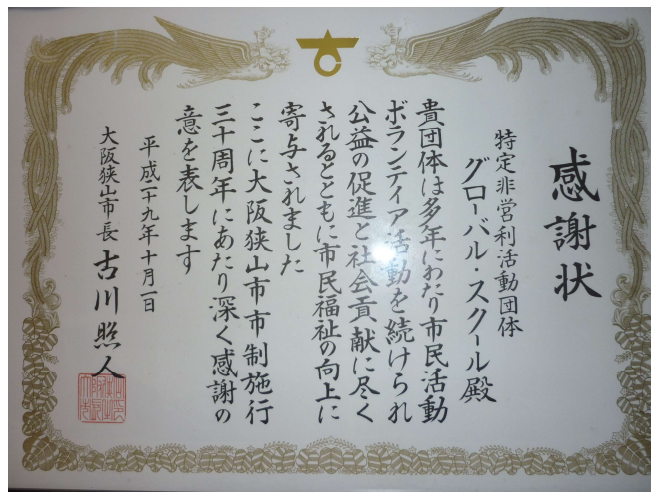 感謝状
特定非営利活動団体
グローバル・スクール殿
貴団体は多年にわたり市民活動
ボランティア活動を続けられ
公益の促進と社会貢献に尽く
されるとともに市民福祉の向上に
寄与されました
ここに大阪狭山市市制施行
三十周年にあたり深く感謝の
意を表します
平成二十九年十月一日
大阪狭山市長 古川照人